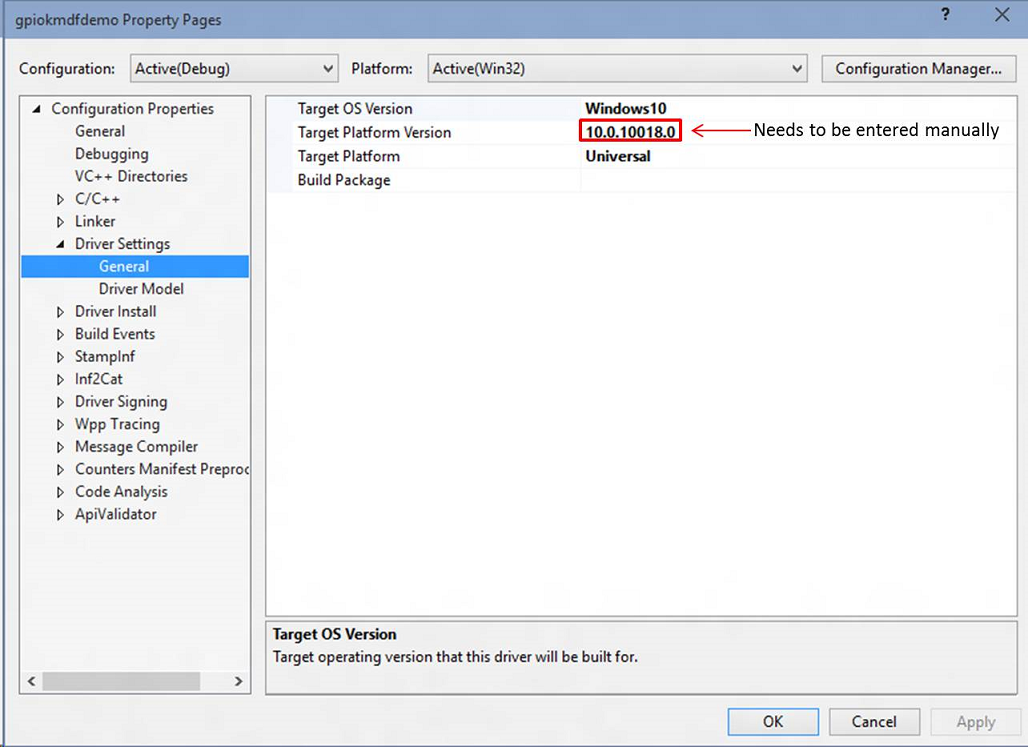 gpiokmdfdemo Property Pages
?
Configuration: Active(Debug) Platform: Active(Win32) Configuration Manager...
Configuration Properties
General
Debugging
VC++ Directories
C/C++
Linker
Driver Settings
General
Driver Model
Driver Install
Build Events
StampInf
Inf2Cat
Driver Signing
Wpp Tracing
Message Compiler
Counters Manifest Preproc
Code Analysis
ApiValidator
Target OS Version Windows10
Target Platform Version 10.0.10018.0 Needs to be entered manually
Target Platform Universal
Build Package
Target OS Version
Target operating version that this driver will be built for.
OK Cancel Apply